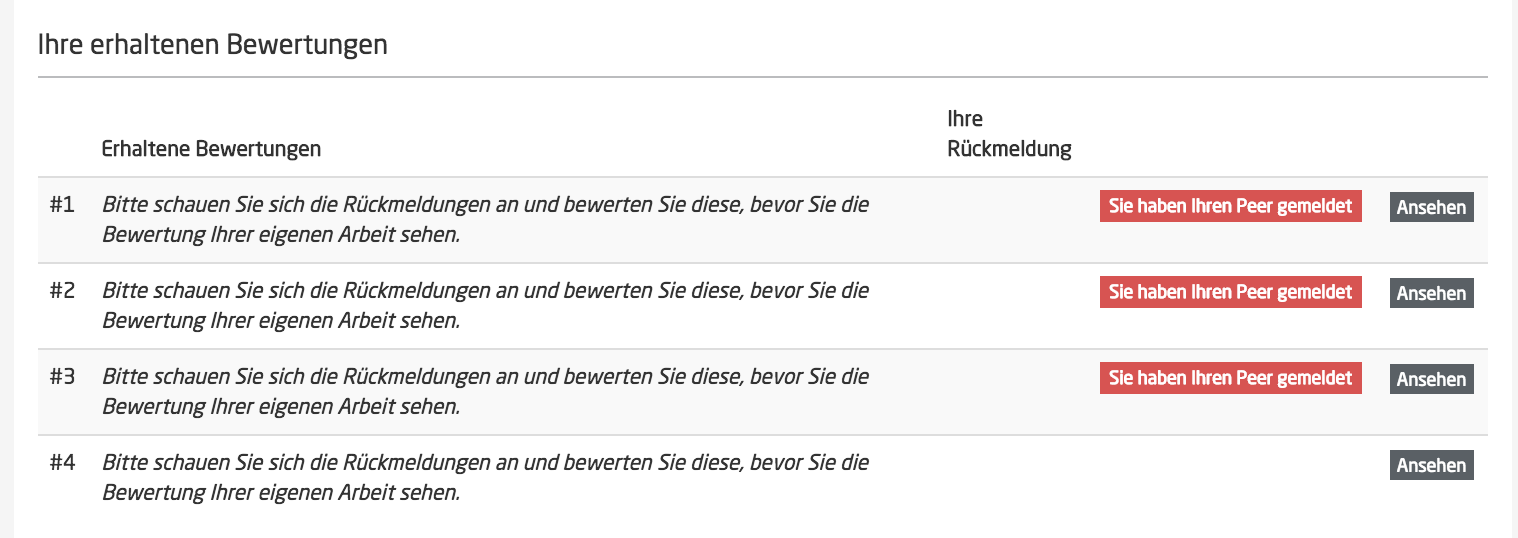 Ihre erhaltenen Bewertungen
Erhaltene Bewertungen
Ihre
Rückmeldung
#1 Bitte schauen Sie sich die Rückmeldungen an und bewerten Sie diese, bevor Sie die Sie haben Ihren Peer gemeldet Ansehen
Bewertung Ihrer eigenen Arbeit sehen.
#2 Bitte schauen Sie sich die Rückmeldungen an und bewerten Sie diese, bevor Sie die Sie haben Ihren Peer gemeldet Ansehen
Bewertung Ihrer eigenen Arbeit sehen.
#3 Bitte schauen Sie sich die Rückmeldungen an und bewerten Sie diese, bevor Sie die Sie haben Ihren Peer gemeldet Ansehen
Bewertung Ihrer eigenen Arbeit sehen.
#4 Bitte schauen Sie sich die Rückmeldungen an und bewerten Sie diese, bevor Sie die Ansehen
Bewertung Ihrer eigenen Arbeit sehen.